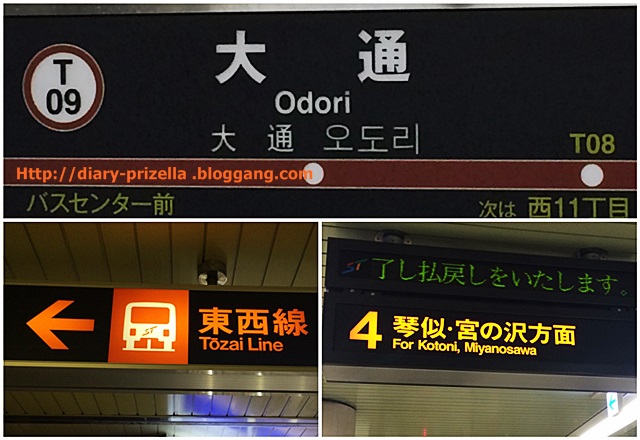 T
09
大通
Odori
大通 오도리
T08
Http://diary-prizella .bloggang.com
バスセンター前
次は 西11丁目
ST
東西線
Tōzai Line
ST 了し払戻しをいたします。
4 琴似·宮の沢方面
For Kotoni, Miyanosawa